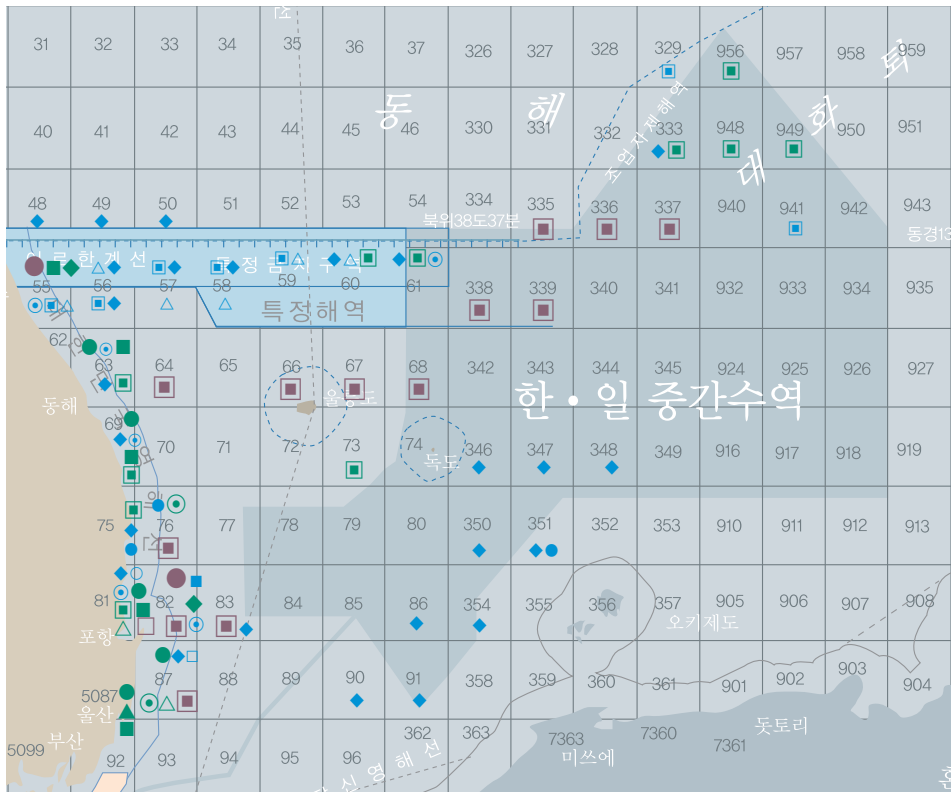 선
31 32 33 34 35 36 37 326 327 328 329 956 957 958 959
동 해
대 화 퇴
조업자제해역
40 41 42 43 44 45 46 330 331 332 333 948 949 950 951
48 49 50 51 52 53 54 334 335 336 337 940 941 942 943
북위38도37분
동경13
어로한계선
특정금지구역
55 56 57 58 59 60 61 338 339 340 341 932 933 934 935
특정해역
62 63 64 65 66 67 68 342 343 344 345 924 925 926 927
동해
울릉도
한·일 중간수역
69 70 71 72 73 74 346 347 348 349 916 917 918 919
독도
75 76 77 78 79 80 350 351 352 353 910 911 912 913
81 82 83 84 85 86 354 355 356 357 905 906 907 908
포항
오키제도
5087 87 88 89 90 91 358 359 360 361 901 902 903 904
울산
부산
돗토리
미쓰에
5099 92 93 94 95 96 362 363 7363 7360 7361
신영해선